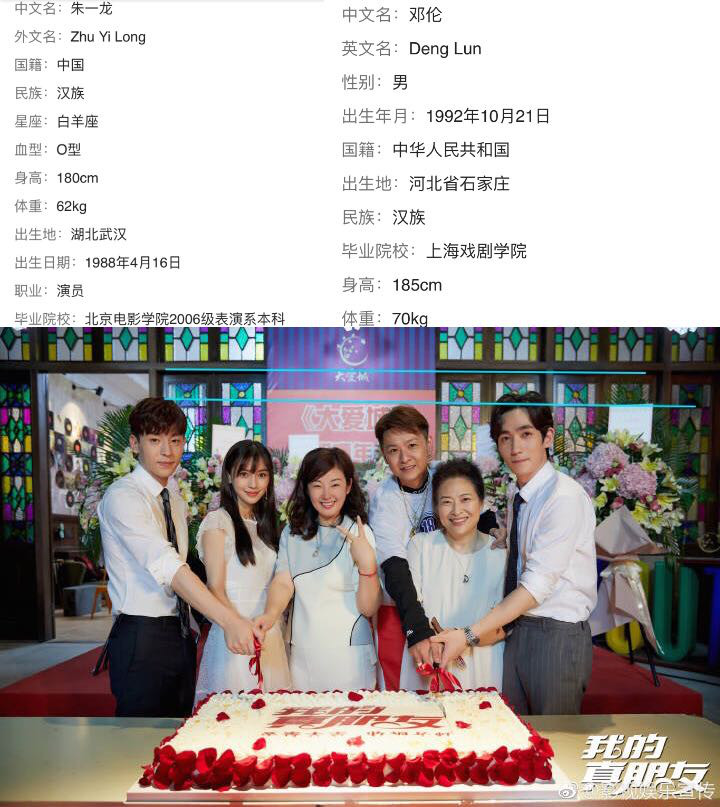 中文名：朱一龙
外文名：Zhu Yi Long
国籍：中国
民族：汉族
星座：白羊座
血型：O型
身高：180cm
体重：62kg
出生地：湖北武汉
出生日期：1988年4月16日
职业：演员
毕业院校：北京电影学院2006级表演系本科
中文名：邓伦
英文名：Deng Lun
性别：男
出生年月：1992年10月21日
国籍：中华人民共和国
出生地：河北省石家庄
民族：汉族
毕业院校：上海戏剧学院
身高：185cm
体重：70kg
大爱城
《大爱城
我的
真朋友
我的
真朋友